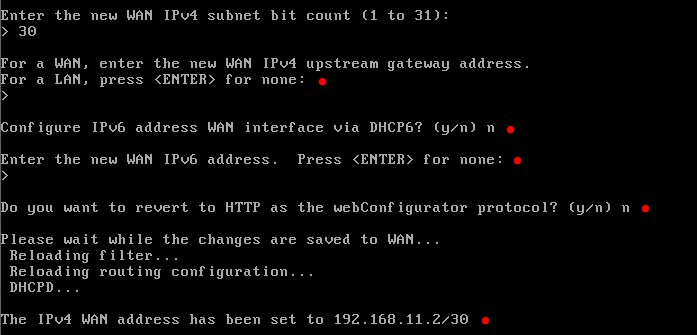 Enter the new WAN IPv4 subnet bit count (1 to 31):
> 30
For a WAN, enter the new WAN IPv4 upstream gateway address.
For a LAN, press <ENTER> for none:
>
Configure IPv6 address WAN interface via DHCP6? (y/n) n
Enter the new WAN IPv6 address.  Press <ENTER> for none:
>
Do you want to revert to HTTP as the webConfigurator protocol? (y/n) n
Please wait while the changes are saved to WAN...
 Reloading filter...
 Reloading routing configuration...
 DHCPD...
The IPv4 WAN address has been set to 192.168.11.2/30